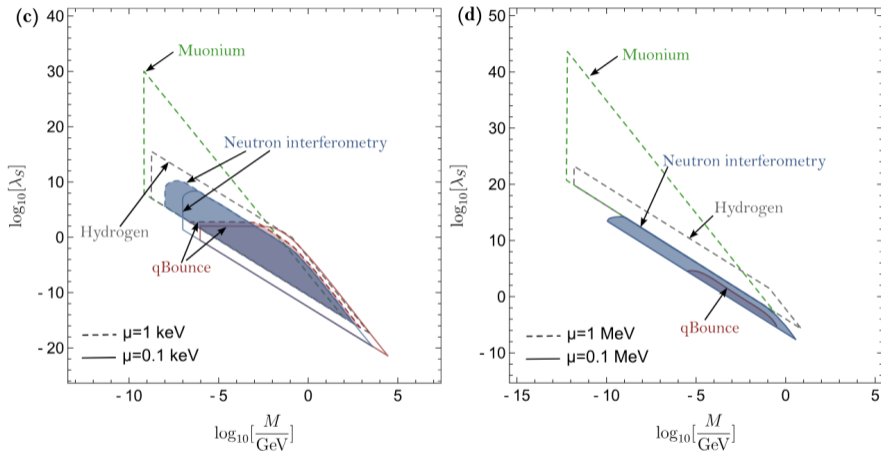 (c)
40
30
20
10
0
-10
-20
-10
-5
0
5
log₁₀[λ_S]
log₁₀[M/GeV]
Muonium
Neutron interferometry
Hydrogen
qBounce
μ=1 keV
μ=0.1 keV
(d)
50
40
30
20
10
0
-10
-15
-10
-5
0
5
log₁₀[λ_S]
log₁₀[M/GeV]
Muonium
Neutron interferometry
Hydrogen
qBounce
μ=1 MeV
μ=0.1 MeV